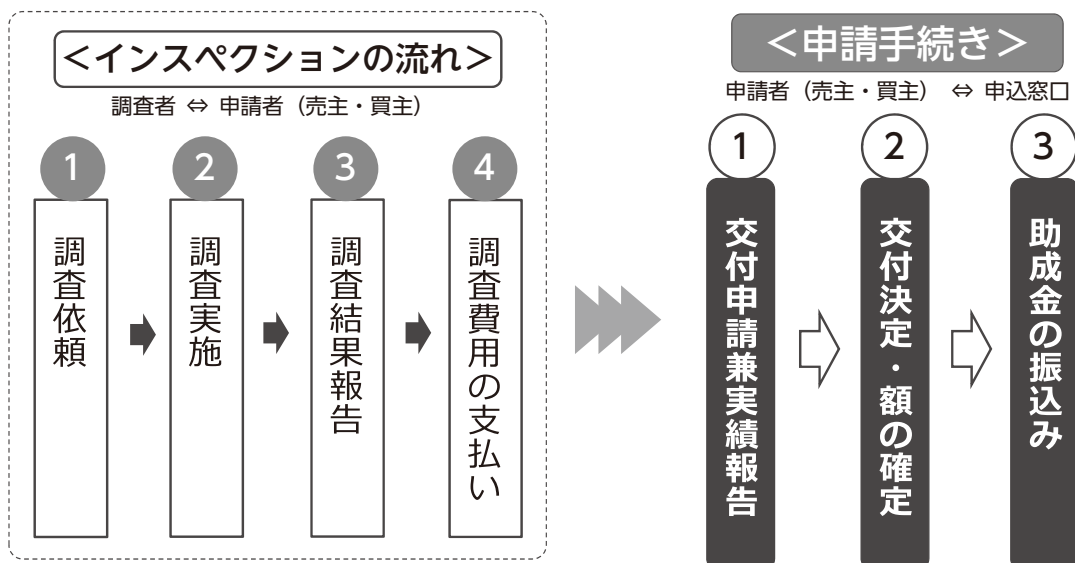 ＜インスペクションの流れ＞
調査者 ⇔ 申請者（売主・買主）
1
調査依頼
2
調査実施
3
調査結果報告
4
調査費用の支払い
＜申請手続き＞
申請者（売主・買主） ⇔ 申込窓口
1
交付申請兼実績報告
2
交付決定・額の確定
3
助成金の振込み